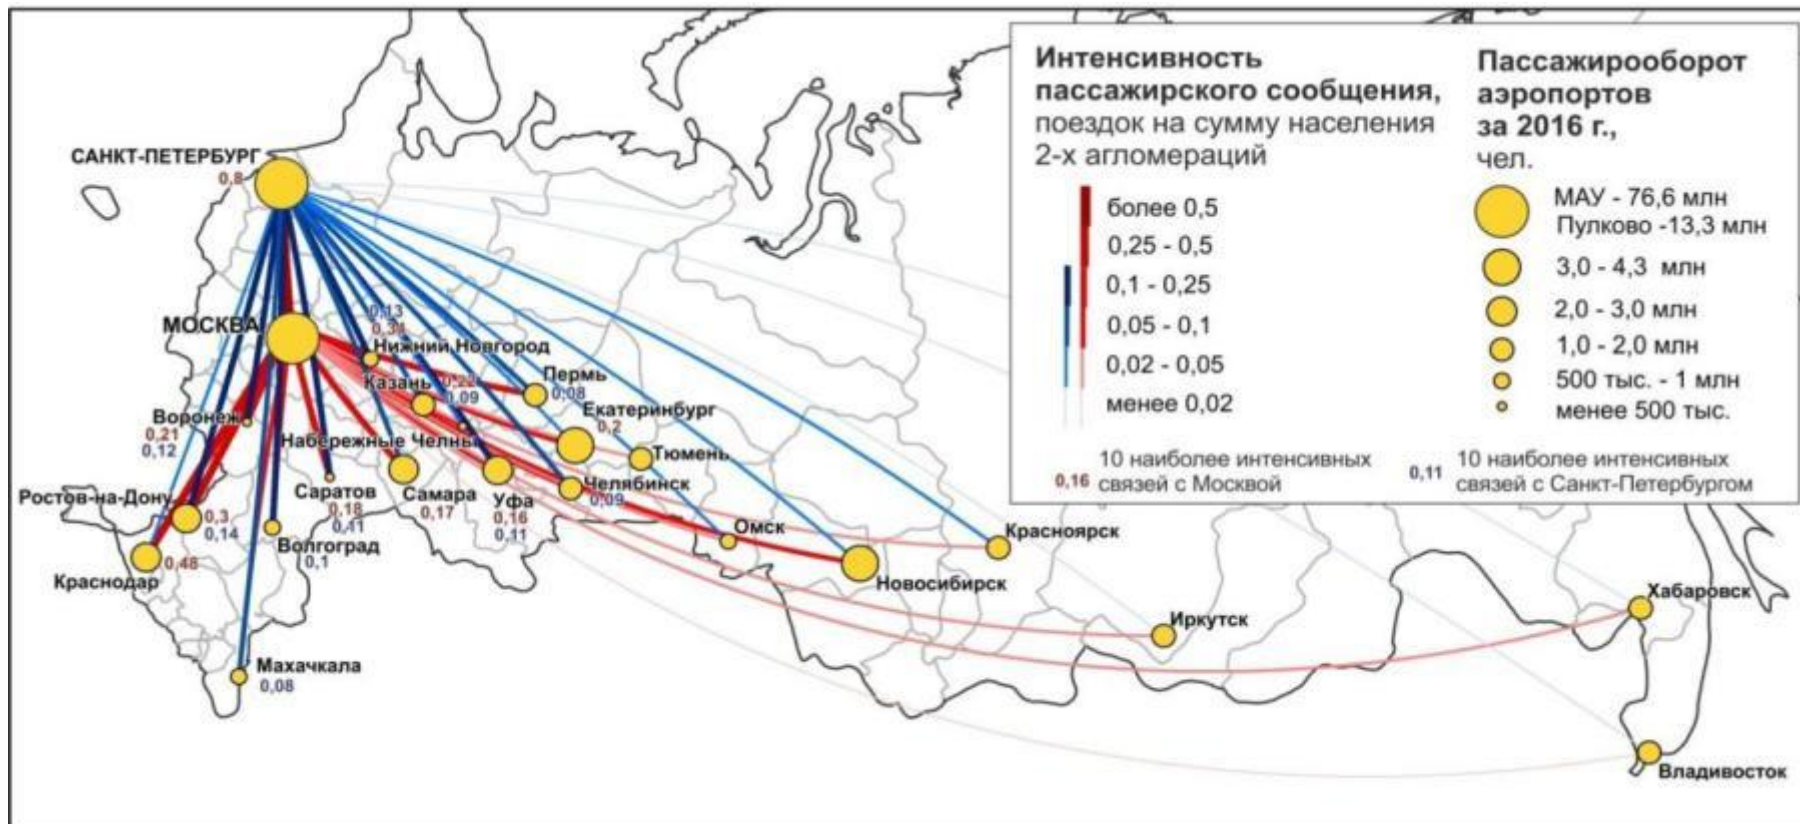 САНКТ-ПЕТЕРБУРГ
0,8
МОСКВА
0,13
0,34
Нижний Новгород
Казань
0,22
0,09
Пермь
0,08
Екатеринбург
0,2
Воронеж
0,21
0,12
Набережные Челны
Тюмень
Ростов-на-Дону
0,3
0,14
Саратов
0,18
0,11
Самара
0,17
Уфа
0,16
0,11
Челябинск
0,09
Омск
Красноярск
Волгоград
0,1
Краснодар
0,48
Новосибирск
Махачкала
0,08
Иркутск
Хабаровск
Владивосток
Интенсивность
пассажирского сообщения,
поездок на сумму населения
2-х агломераций
более 0,5
0,25 - 0,5
0,1 - 0,25
0,05 - 0,1
0,02 - 0,05
менее 0,02
0,16
10 наиболее интенсивных
связей с Москвой
Пассажирооборот
аэропортов
за 2016 г.,
чел.
МАУ - 76,6 млн
Пулково -13,3 млн
3,0 - 4,3 млн
2,0 - 3,0 млн
1,0 - 2,0 млн
500 тыс. - 1 млн
менее 500 тыс.
0,11
10 наиболее интенсивных
связей с Санкт-Петербургом